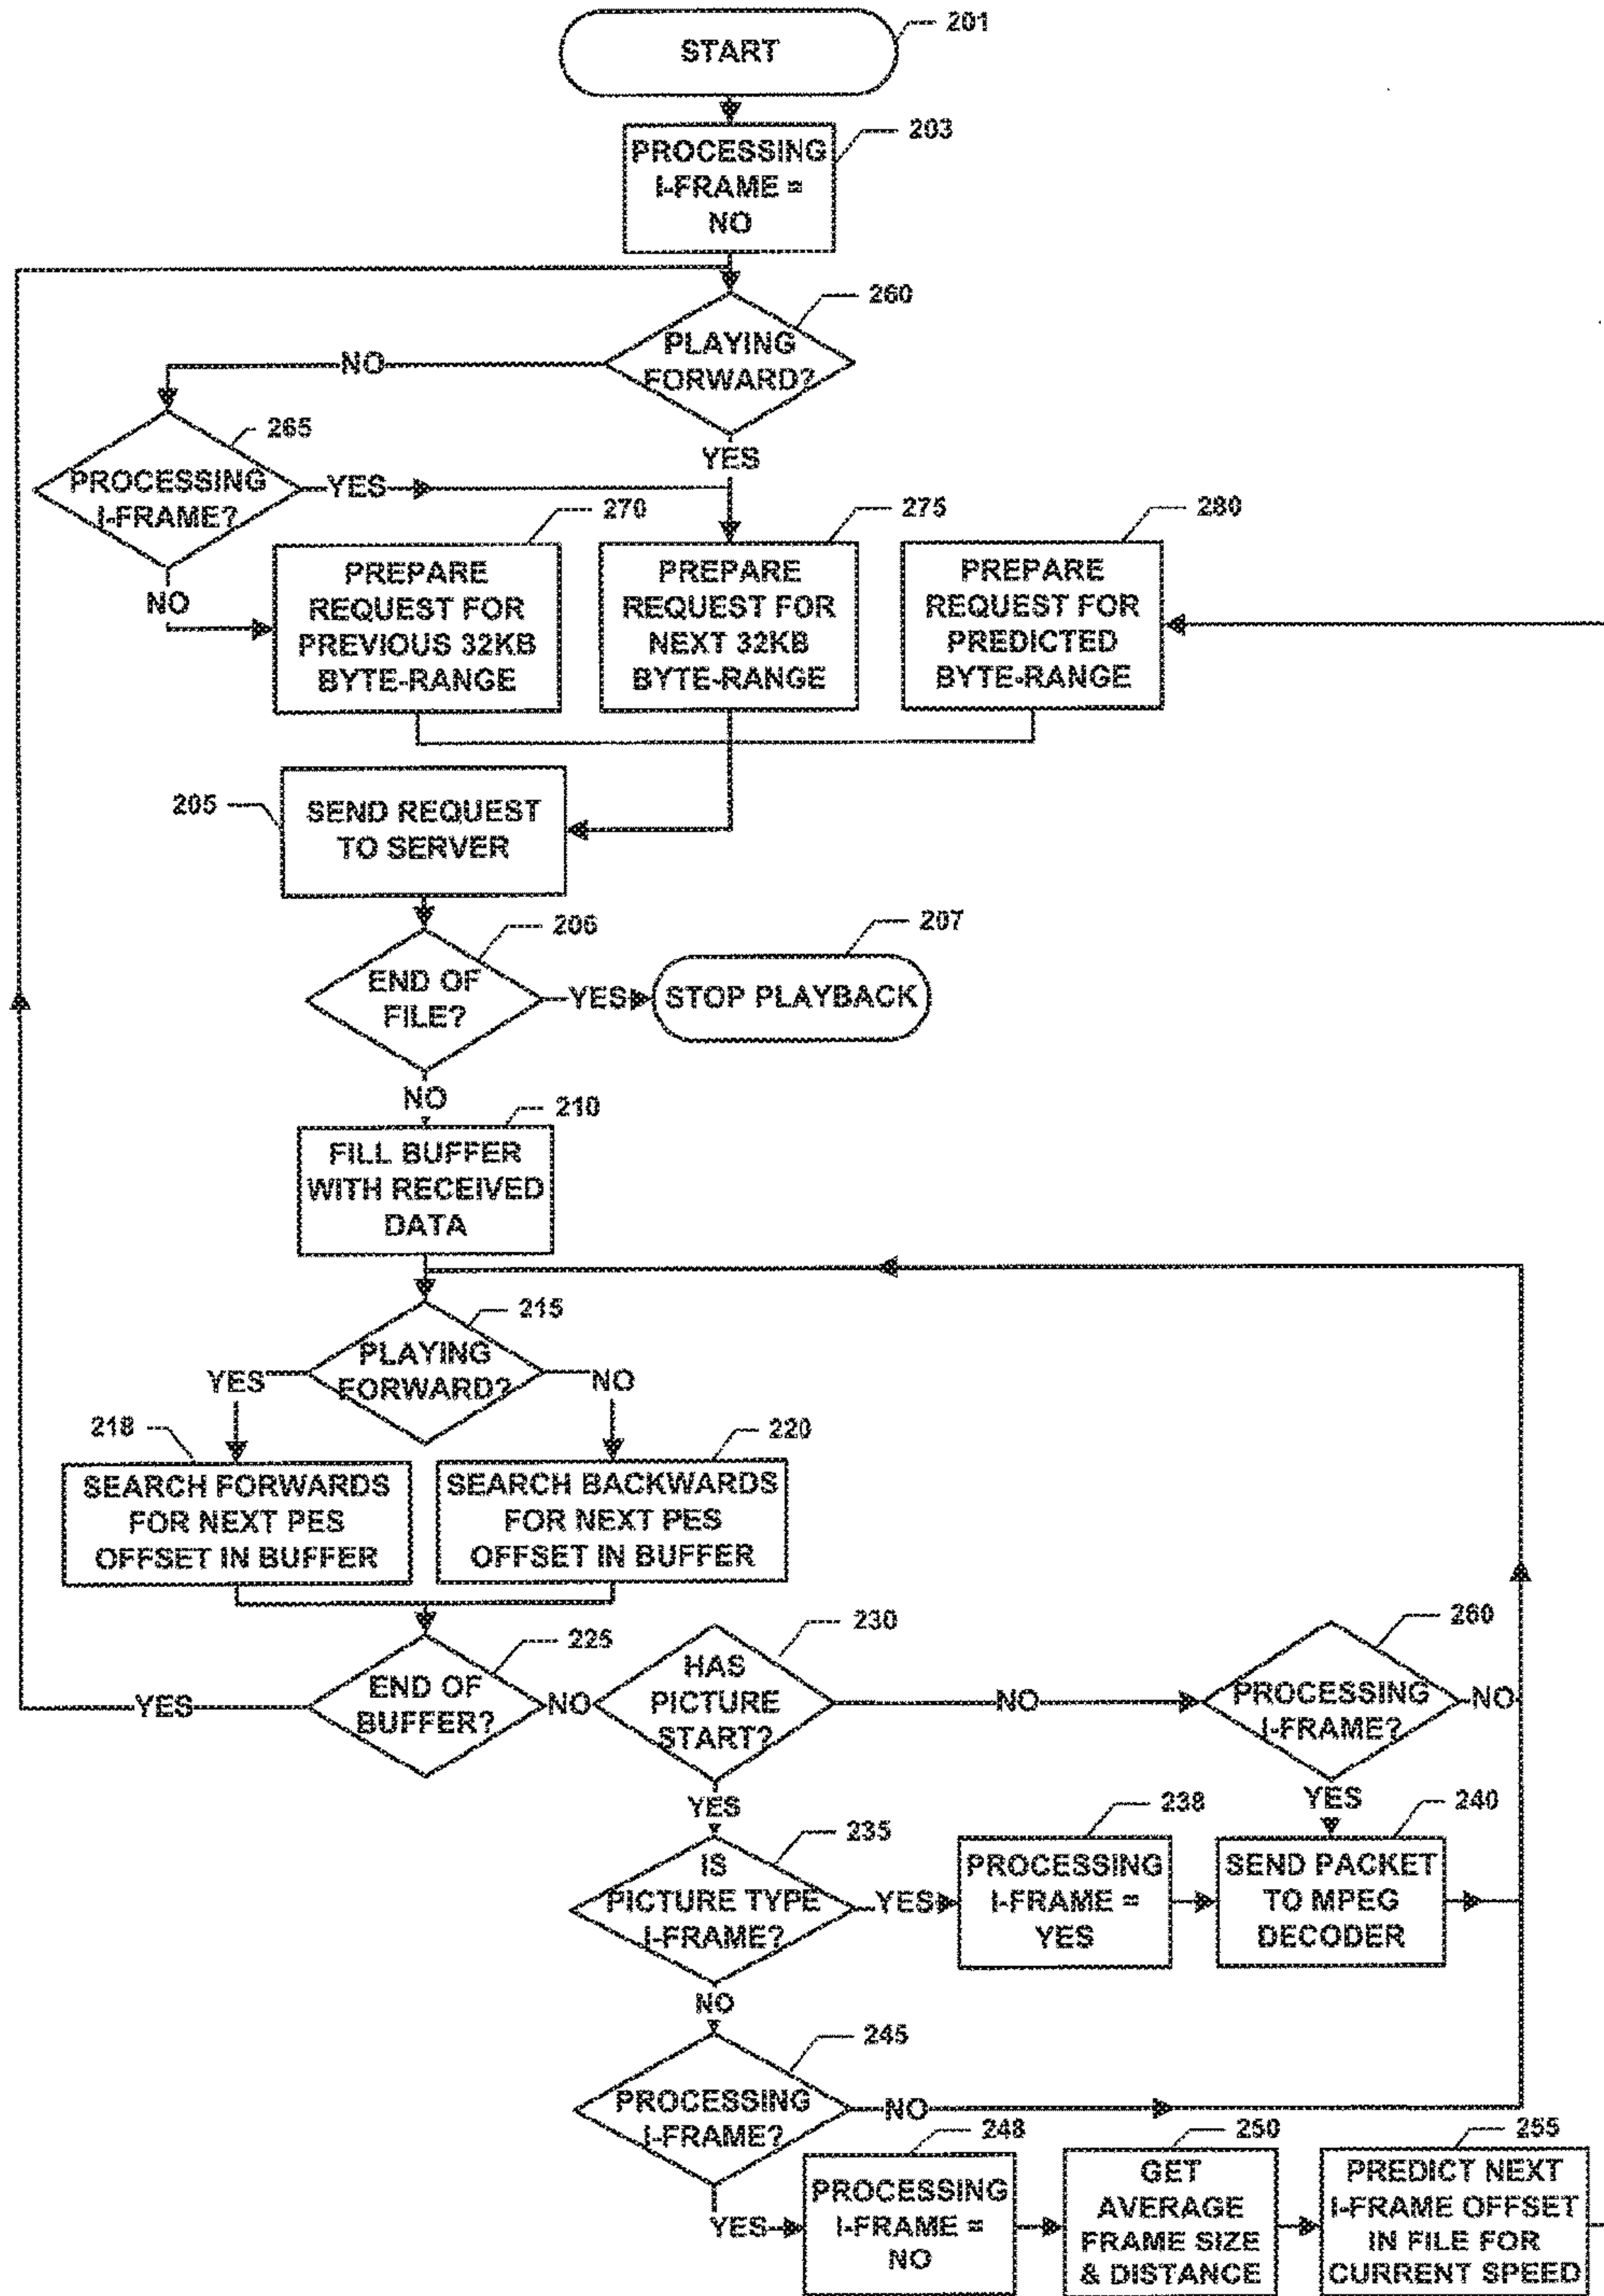 START
201
PROCESSING
I-FRAME =
NO
203
PLAYING
FORWARD?
260
NO
YES
PROCESSING
I-FRAME?
265
YES
NO
PREPARE
REQUEST FOR
PREVIOUS 32KB
BYTE-RANGE
270
PREPARE
REQUEST FOR
NEXT 32KB
BYTE-RANGE
275
PREPARE
REQUEST FOR
PREDICTED
BYTE-RANGE
280
205
SEND REQUEST
TO SERVER
END OF
FILE?
206
YES
STOP PLAYBACK
207
NO
FILL BUFFER
WITH RECEIVED
DATA
210
PLAYING
FORWARD?
215
YES
NO
218
SEARCH FORWARDS
FOR NEXT PES
OFFSET IN BUFFER
220
SEARCH BACKWARDS
FOR NEXT PES
OFFSET IN BUFFER
END OF
BUFFER?
225
YES
NO
HAS
PICTURE
START?
230
NO
PROCESSING
I-FRAME?
260
NO
YES
YES
IS
PICTURE TYPE
I-FRAME?
235
YES
PROCESSING
I-FRAME =
YES
238
SEND PACKET
TO MPEG
DECODER
240
NO
PROCESSING
I-FRAME?
245
NO
YES
PROCESSING
I-FRAME =
NO
248
GET
AVERAGE
FRAME SIZE
& DISTANCE
250
PREDICT NEXT
I-FRAME OFFSET
IN FILE FOR
CURRENT SPEED
255